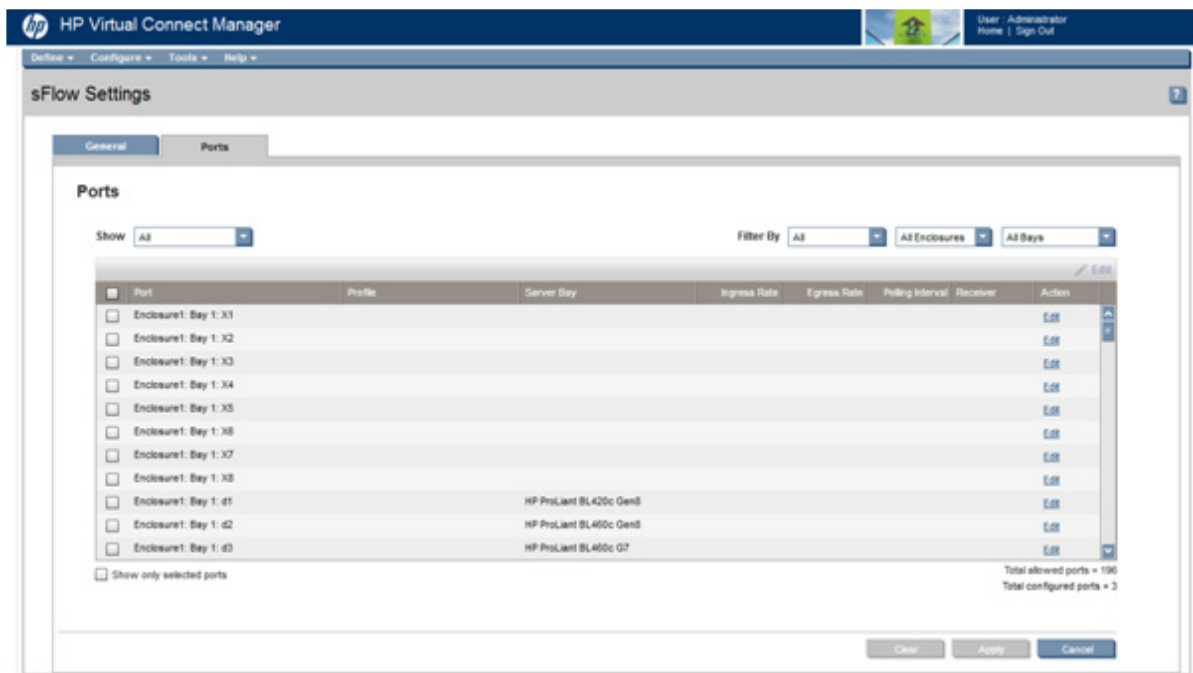 hp HP Virtual Connect Manager
User : Administrator
Home | Sign Out
Define Configure Tools Help
sFlow Settings
?
General Ports
Ports
Show All Filter By All All Enclosures All Bays
Edit
Port Profile Server Bay Ingress Rate Egress Rate Polling Interval Receiver Action
Enclosure1: Bay 1: X1 Edit
Enclosure1: Bay 1: X2 Edit
Enclosure1: Bay 1: X3 Edit
Enclosure1: Bay 1: X4 Edit
Enclosure1: Bay 1: X5 Edit
Enclosure1: Bay 1: X6 Edit
Enclosure1: Bay 1: X7 Edit
Enclosure1: Bay 1: X8 Edit
Enclosure1: Bay 1: d1 HP ProLiant BL420c Gen8 Edit
Enclosure1: Bay 1: d2 HP ProLiant BL460c Gen8 Edit
Enclosure1: Bay 1: d3 HP ProLiant BL460c G7 Edit
Show only selected ports Total allowed ports = 196
Total configured ports = 3
Clear Apply Cancel